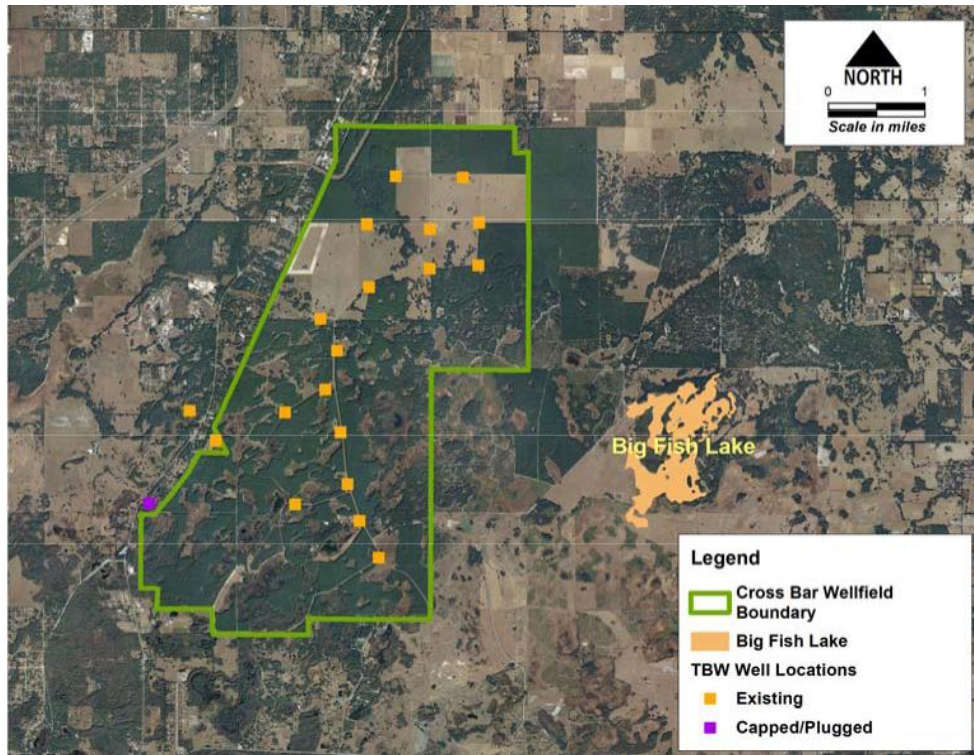 NORTH
0 1
Scale in miles
Big Fish Lake
Legend
Cross Bar Wellfield
Boundary
Big Fish Lake
TBW Well Locations
Existing
Capped/Plugged